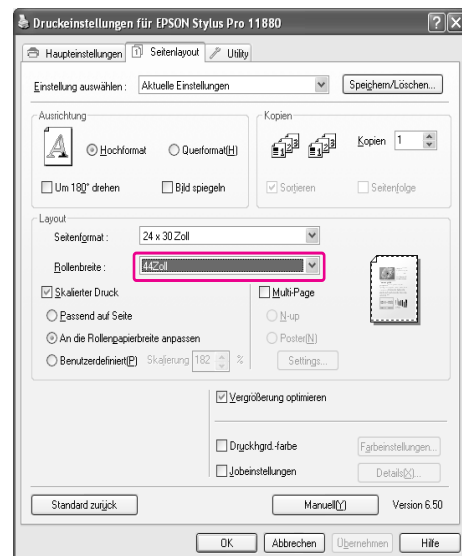 Druckeinstellungen für EPSON Stylus Pro 11880
Haupteinstellungen Seitenlayout Utility
Einstellung auswählen : Aktuelle Einstellungen Speichern/Löschen...
Ausrichtung
A Hochformat Querformat(H)
Um 180° drehen Bild spiegeln
Kopien
Kopien 1
Sortieren Seitenfolge
Layout
Seitenformat : 24 x 30 Zoll
Rollenbreite : 44Zoll
Skalierter Druck
Passend auf Seite
An die Rollenpapierbreite anpassen
Benutzerdefiniert(P) Skalierung 182 %
Multi-Page
N-up
Poster(N)
Settings...
Vergrößerung optimieren
Druckhgrd.-farbe Farbeinstellungen...
Jobeinstellungen Details(X)...
Standard zurück Manuell(Y) Version 6.50
OK Abbrechen Übernehmen Hilfe